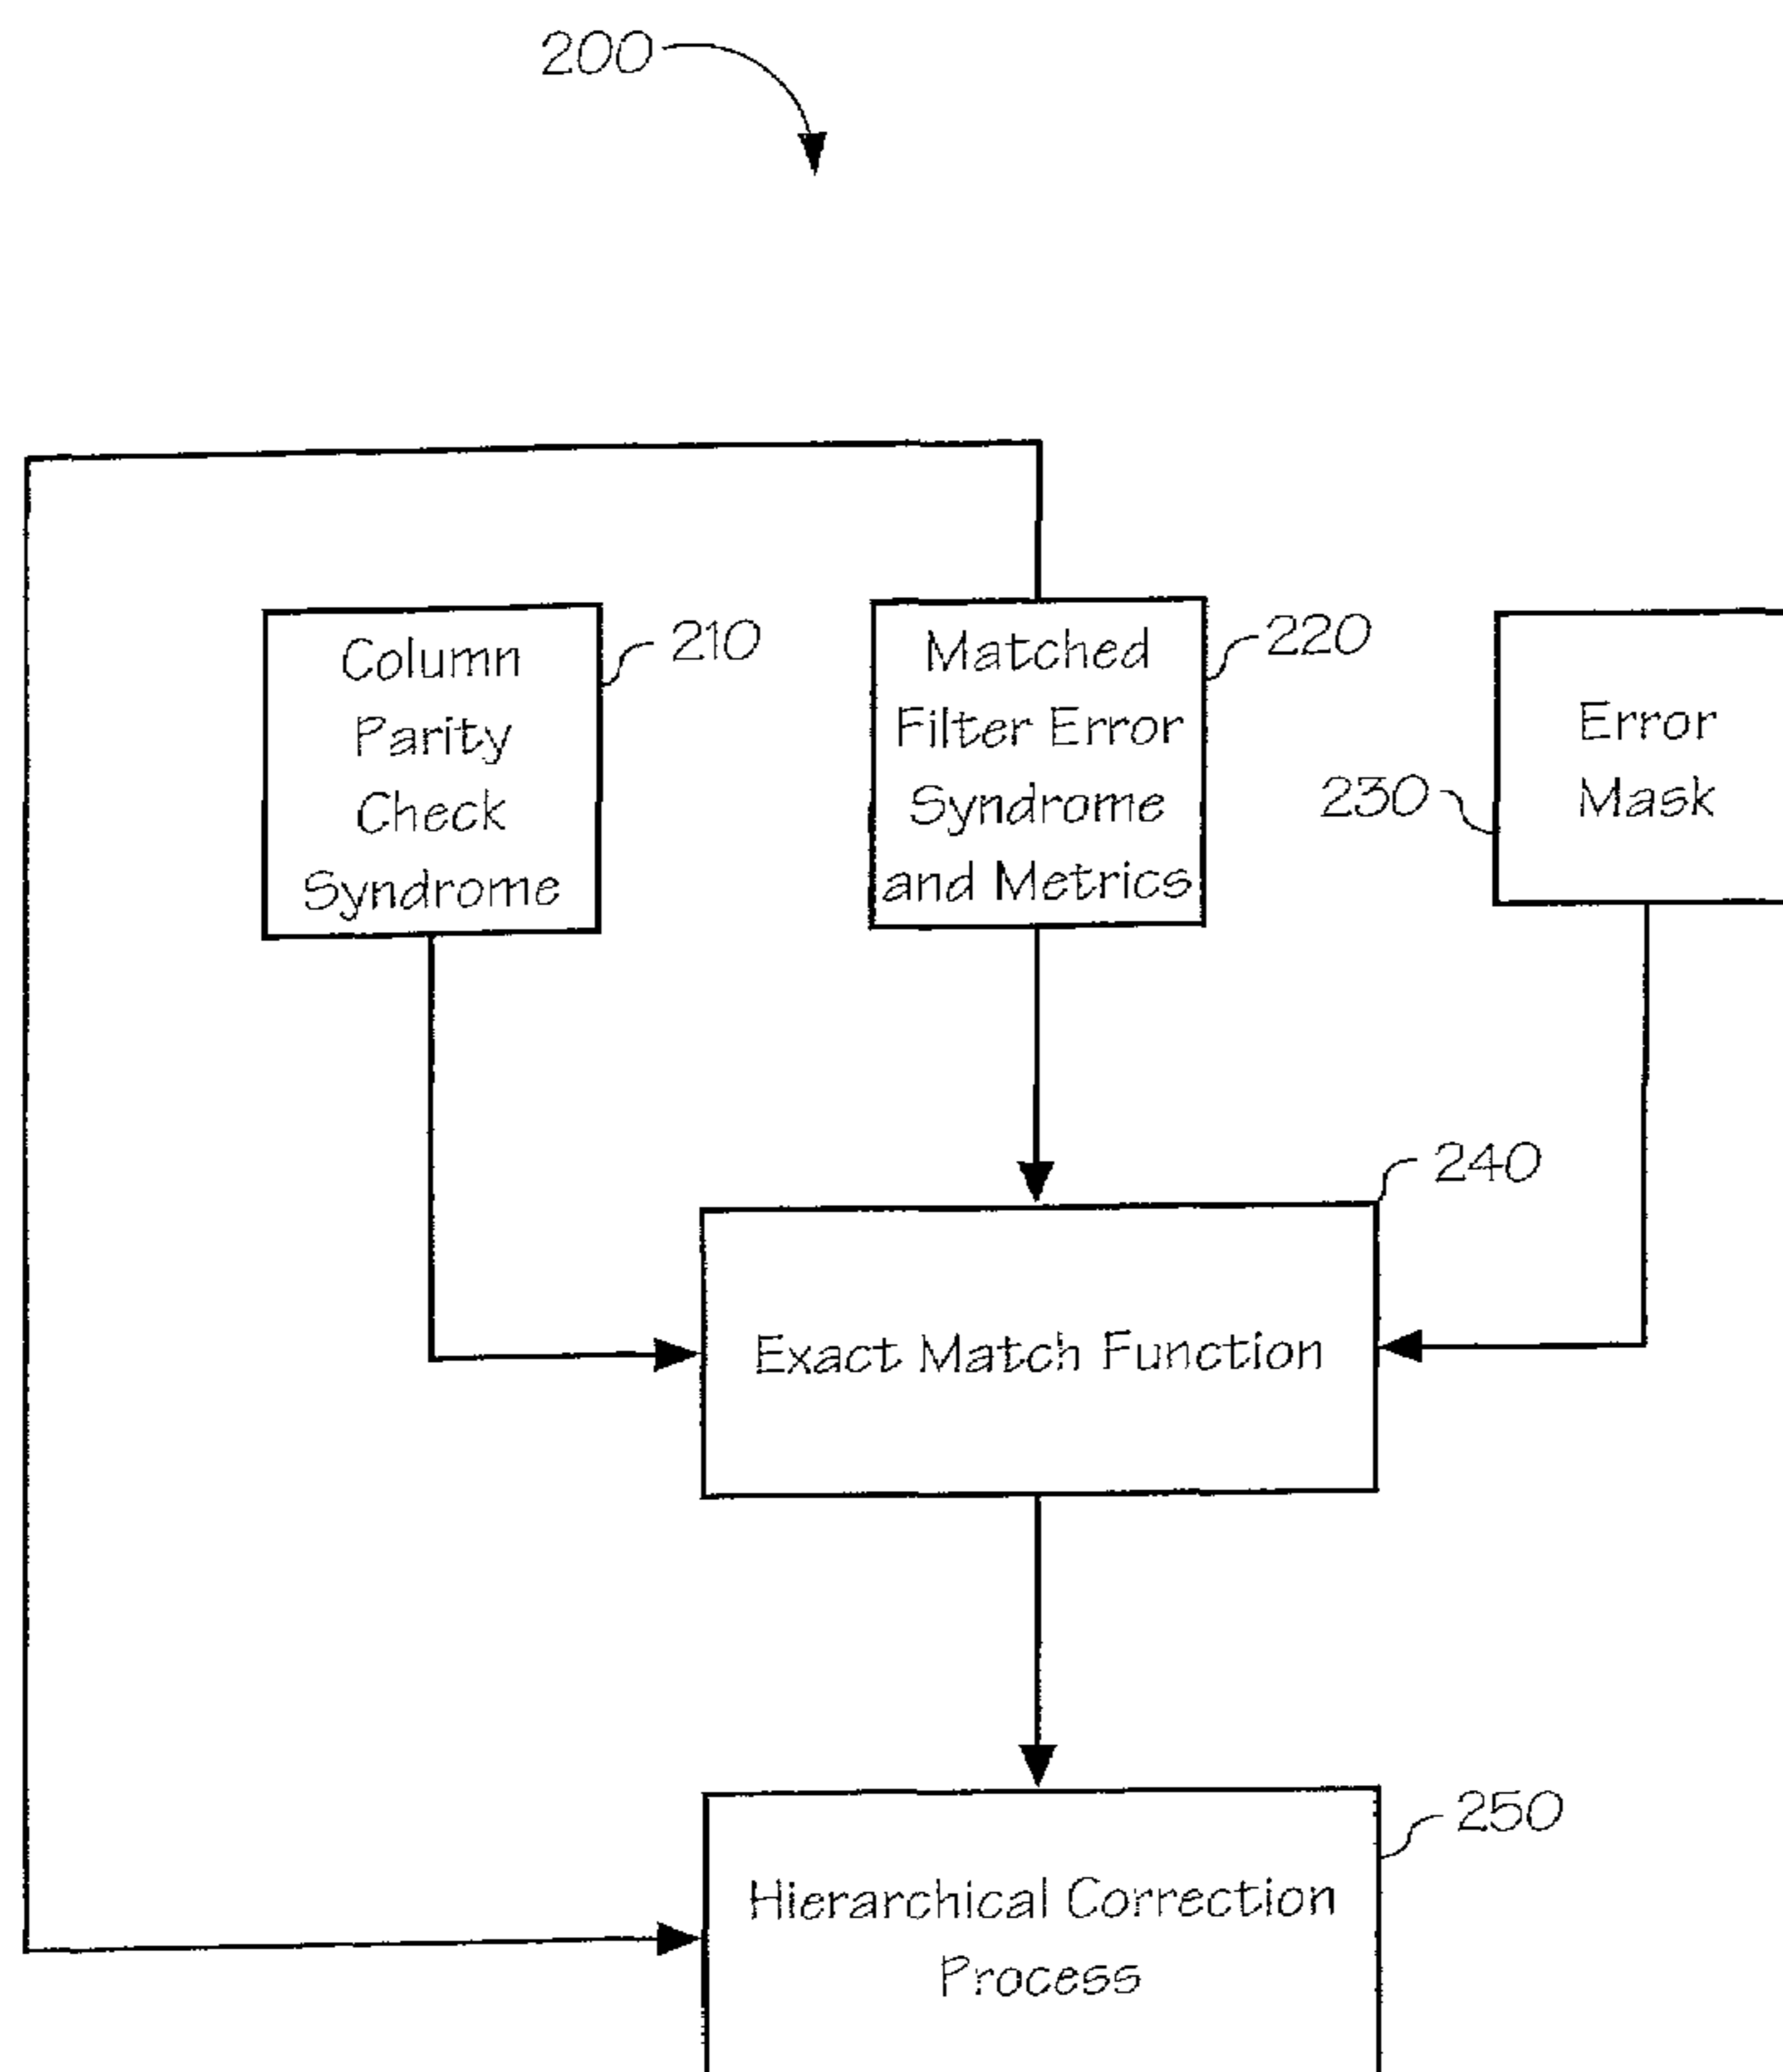 200
Column
Parity
Check
Syndrome
210
Matched
Filter Error
Syndrome
and Metrics
220
Error
Mask
230
240
Exact Match Function
250
Hierarchical Correction
Process